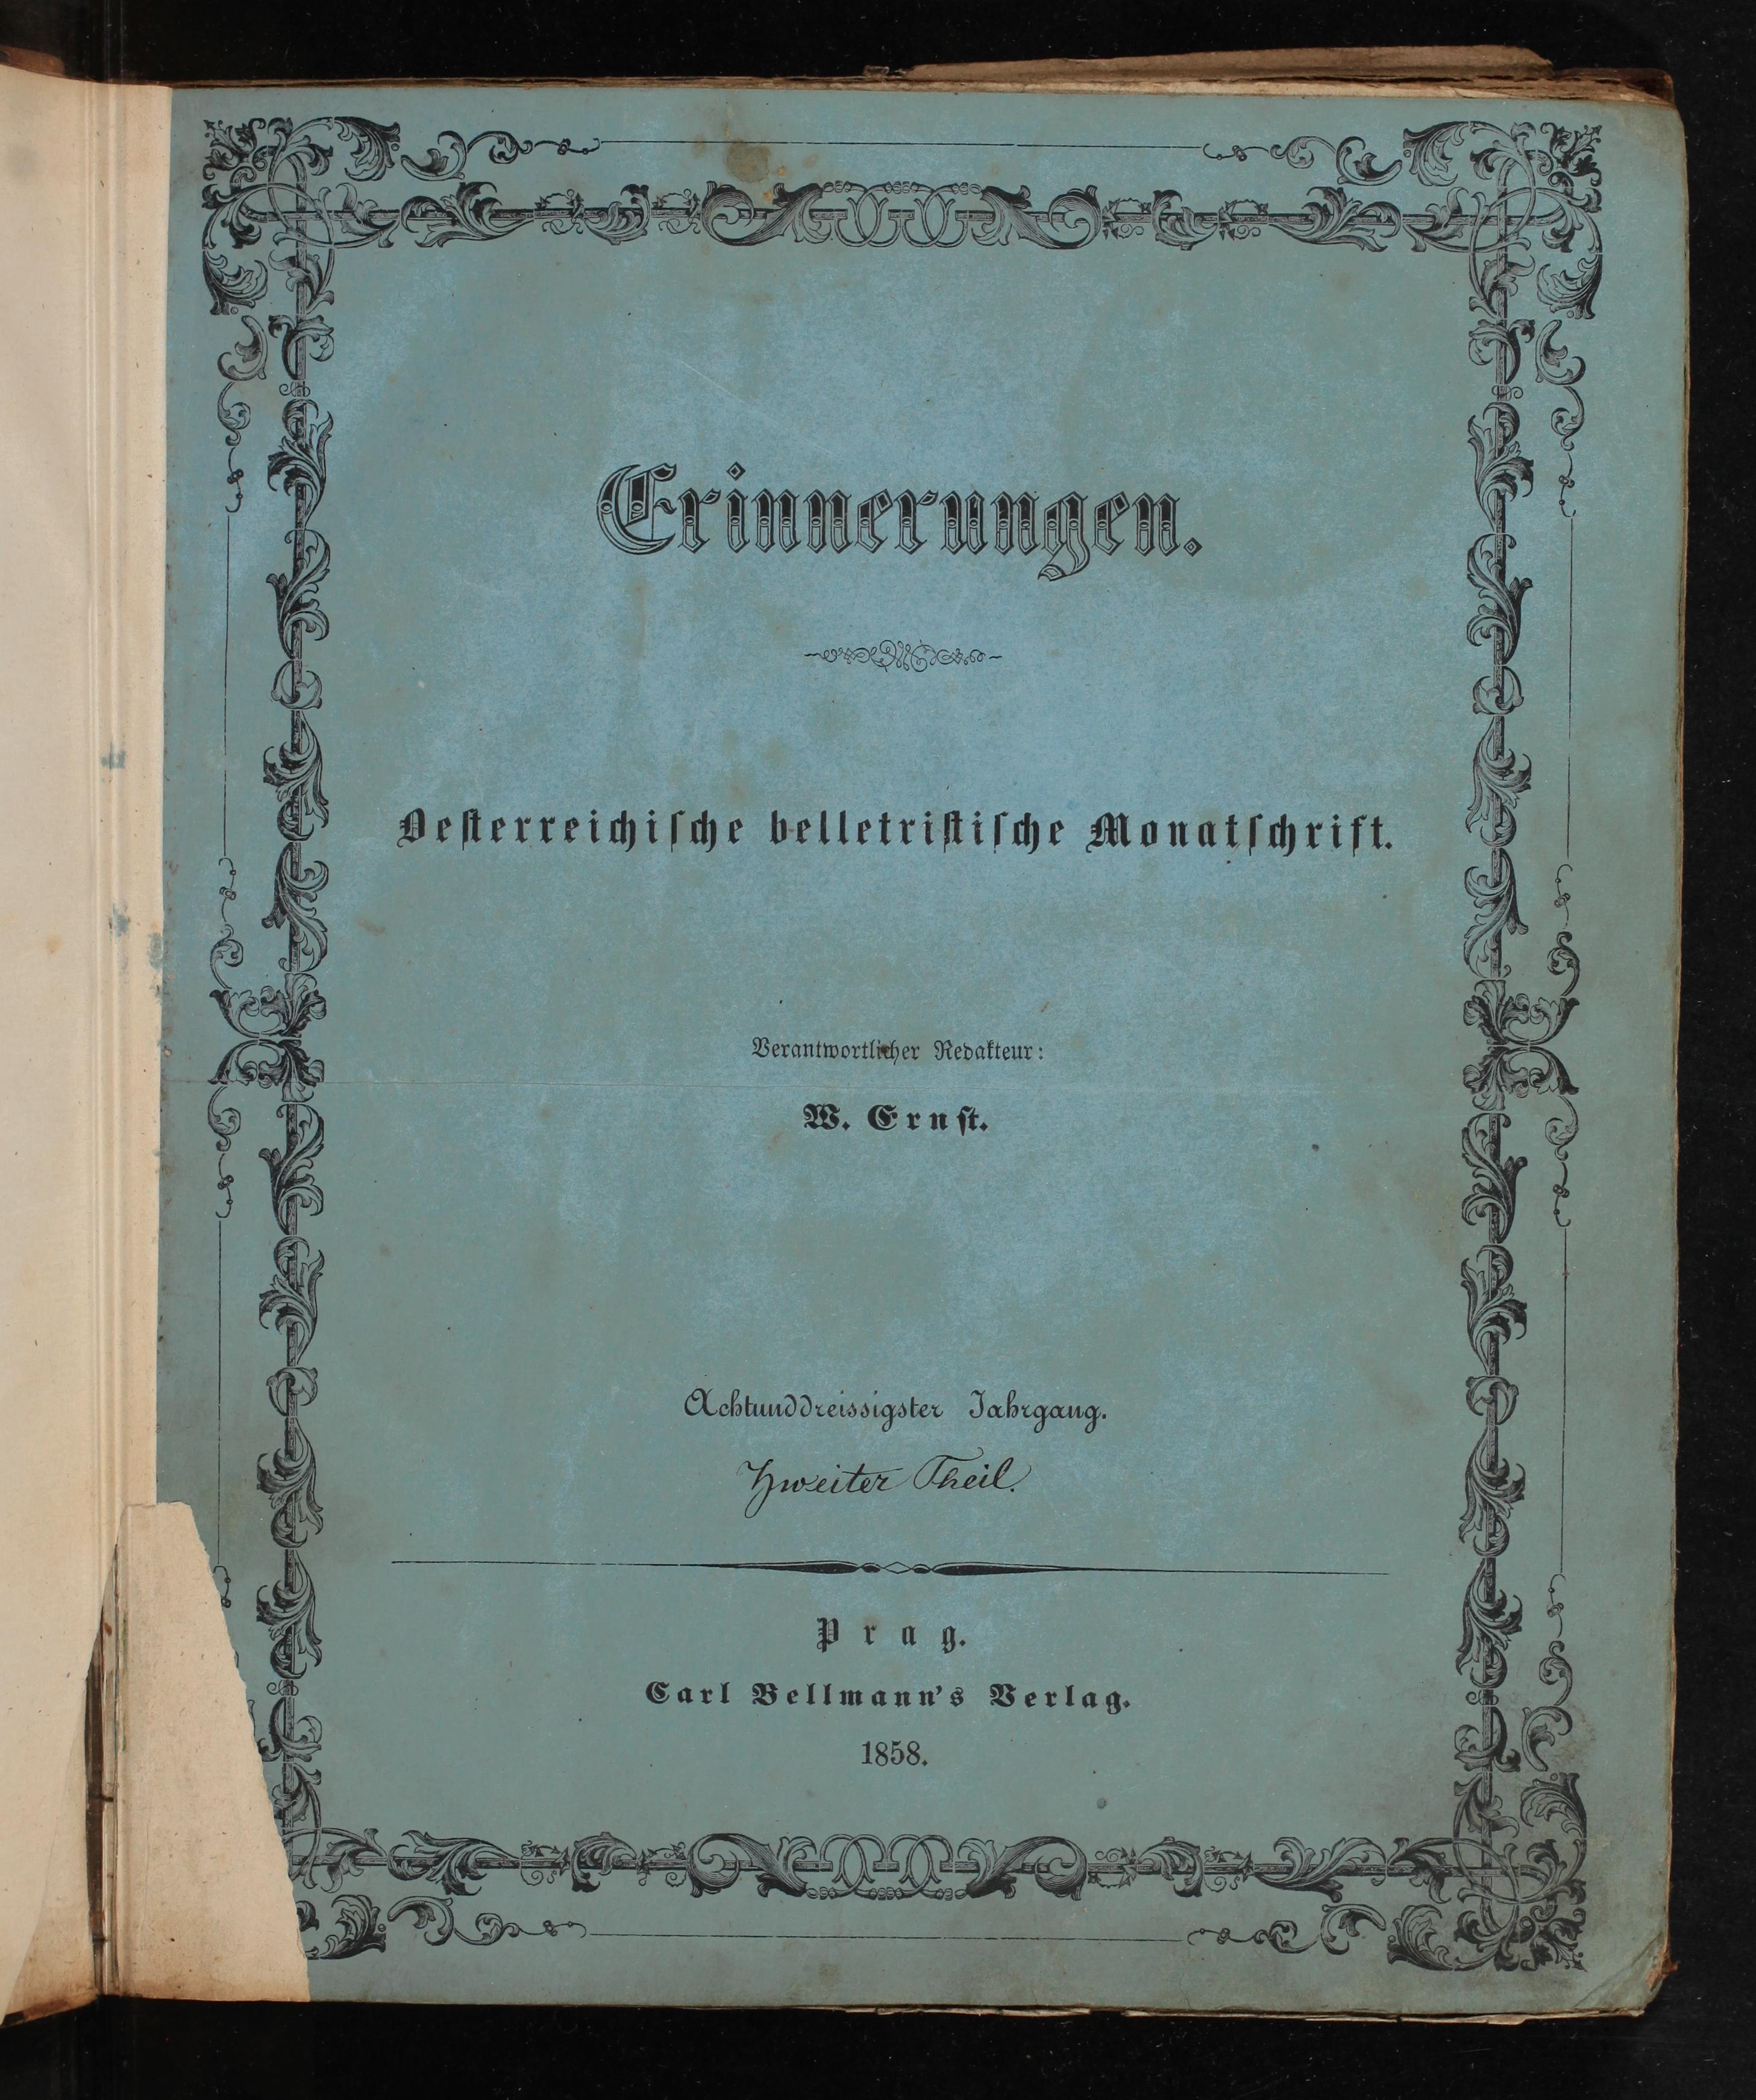 Erinnerungen.
Oeſterreichiſche belletriſtiſche Monatſchrift.
Verantwortlicher Redakteur:
W. Ernſt.
Achtunddreissigster Jahrgang.
Zweiter Theil.
Prag.
Carl Bellmann's Verlag.
1858.